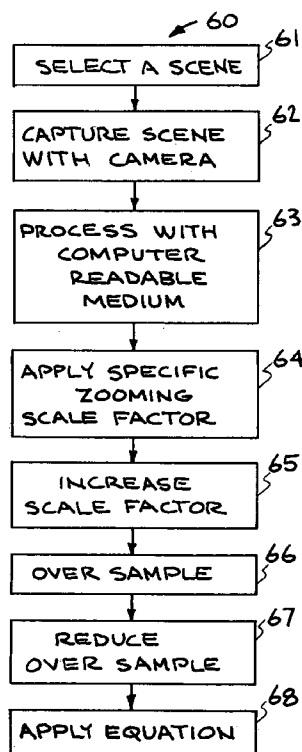 60
61
SELECT A SCENE
62
CAPTURE SCENE
WITH CAMERA
63
PROCESS WITH
COMPUTER
READABLE
MEDIUM
64
APPLY SPECIFIC
ZOOMING
SCALE FACTOR
65
INCREASE
SCALE FACTOR
66
OVER SAMPLE
67
REDUCE
OVER SAMPLE
68
APPLY EQUATION